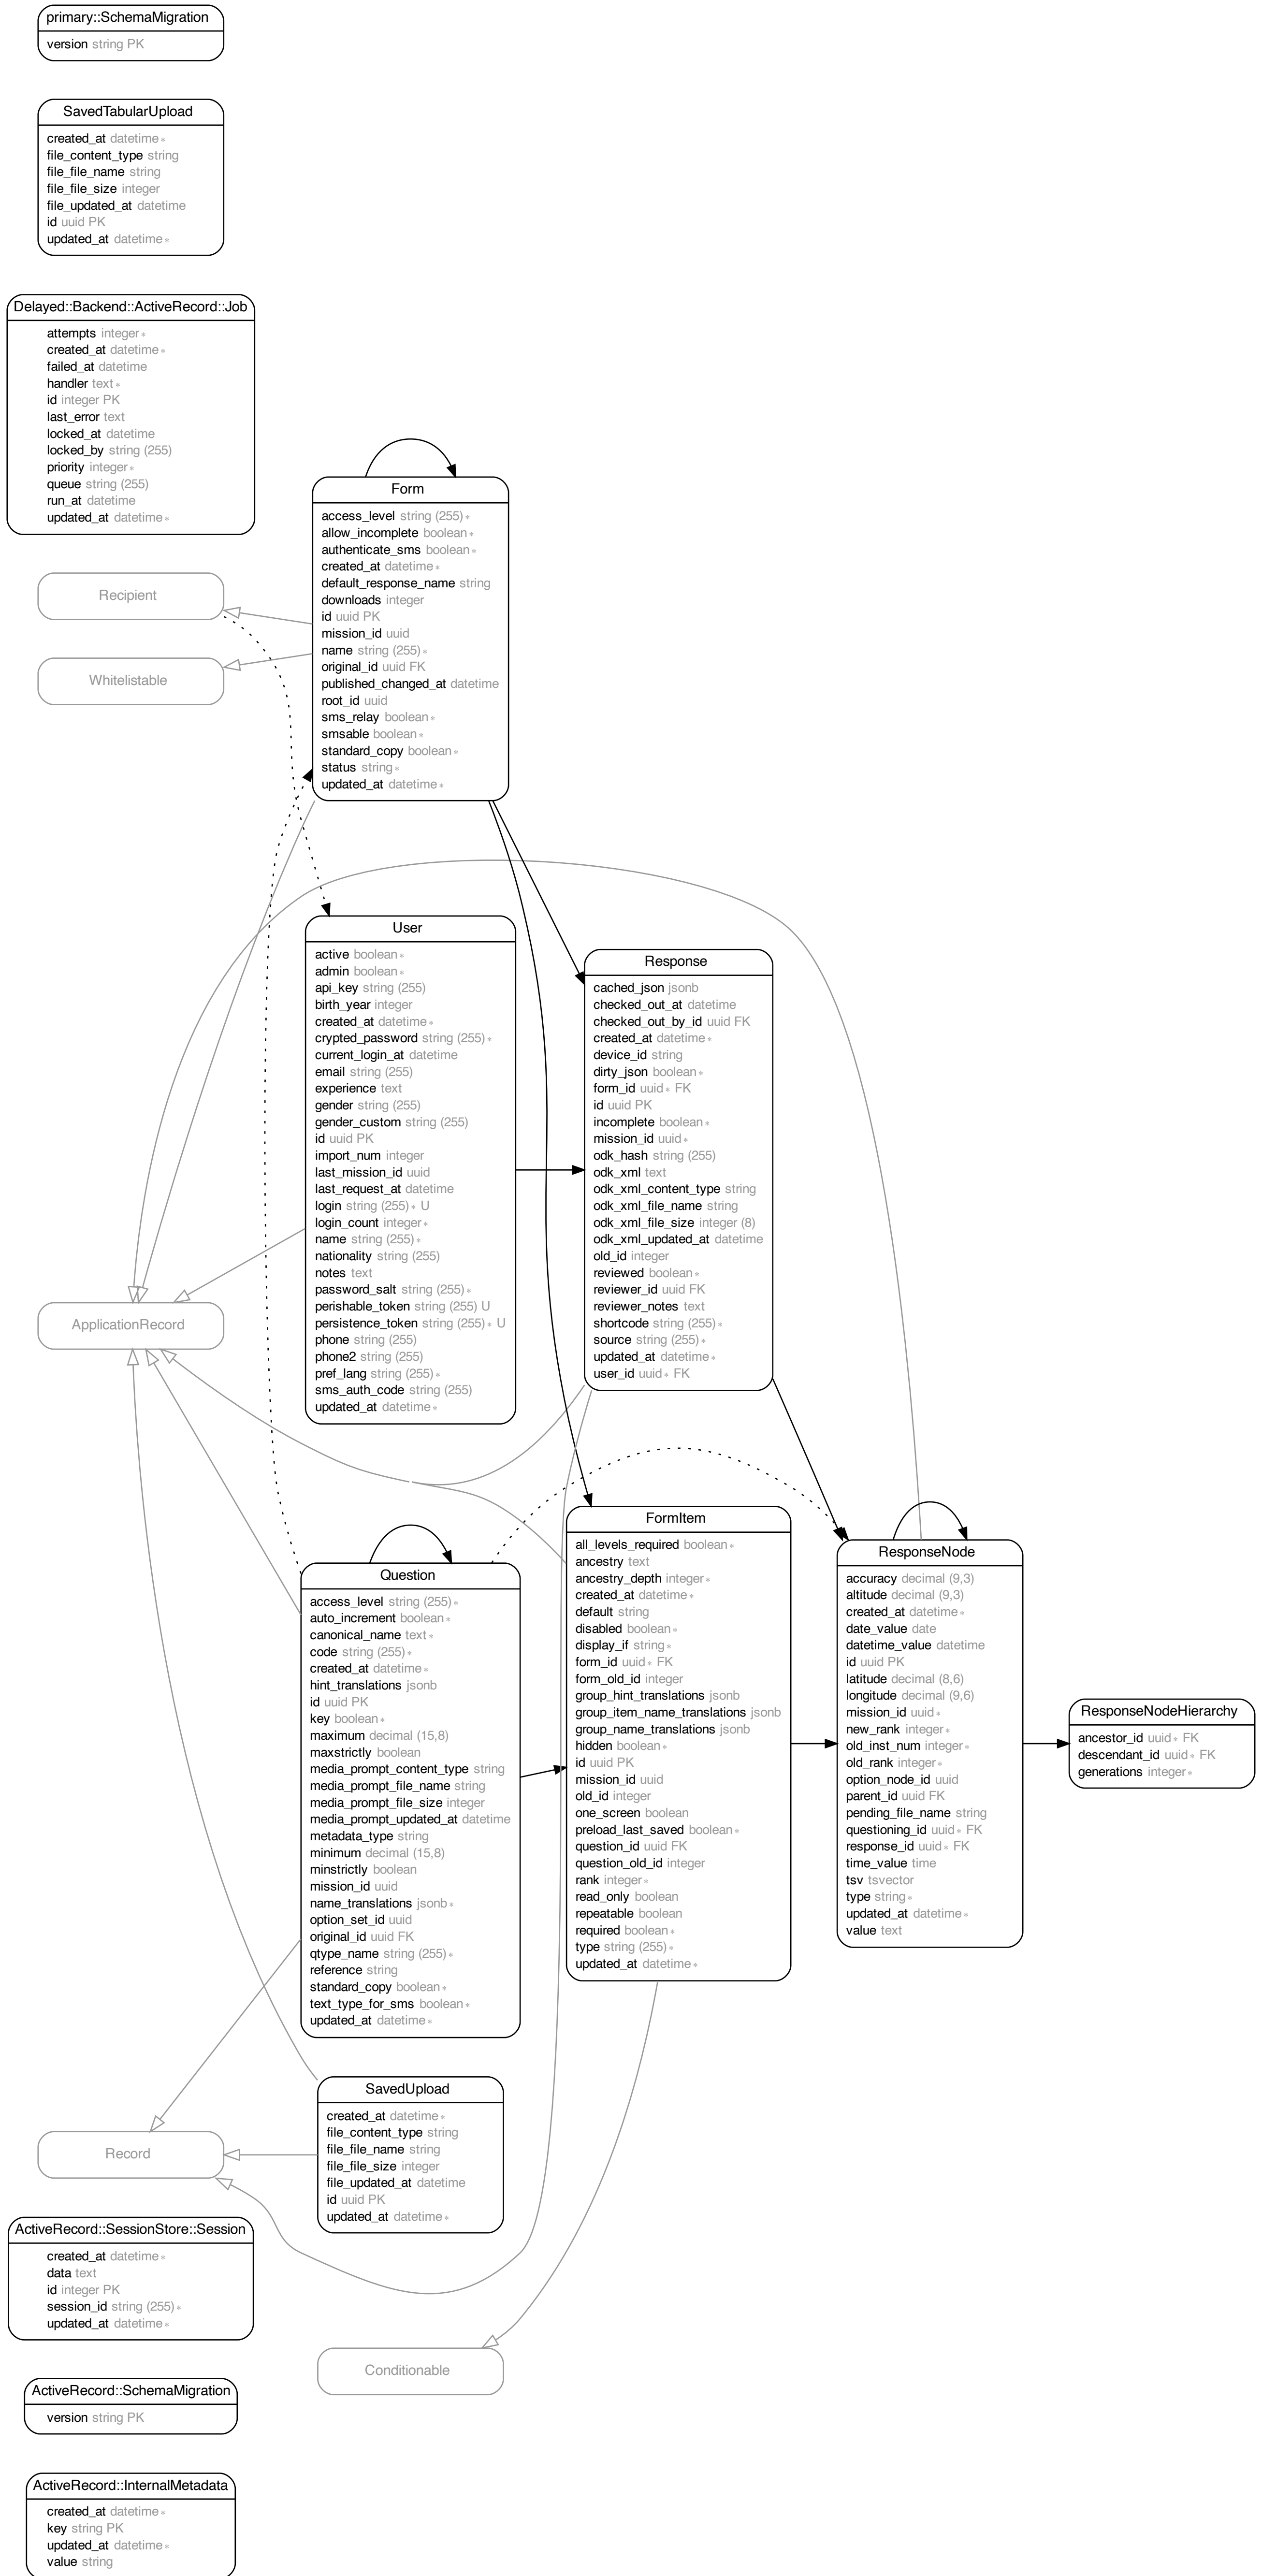 primary::SchemaMigration
version string PK
SavedTabularUpload
created_at datetime ∗
file_content_type string
file_file_name string
file_file_size integer
file_updated_at datetime
id uuid PK
updated_at datetime ∗
Delayed::Backend::ActiveRecord::Job
attempts integer ∗
created_at datetime ∗
failed_at datetime
handler text ∗
id integer PK
last_error text
locked_at datetime
locked_by string (255)
priority integer ∗
queue string (255)
run_at datetime
updated_at datetime ∗
Form
access_level string (255) ∗
allow_incomplete boolean ∗
authenticate_sms boolean ∗
created_at datetime ∗
default_response_name string
downloads integer
id uuid PK
mission_id uuid
name string (255) ∗
original_id uuid FK
published_changed_at datetime
root_id uuid
sms_relay boolean ∗
smsable boolean ∗
standard_copy boolean ∗
status string ∗
updated_at datetime ∗
Recipient
Whitelistable
User
active boolean ∗
admin boolean ∗
api_key string (255)
birth_year integer
created_at datetime ∗
crypted_password string (255) ∗
current_login_at datetime
email string (255)
experience text
gender string (255)
gender_custom string (255)
id uuid PK
import_num integer
last_mission_id uuid
last_request_at datetime
login string (255) ∗ U
login_count integer ∗
name string (255) ∗
nationality string (255)
notes text
password_salt string (255) ∗
perishable_token string (255) U
persistence_token string (255) ∗ U
phone string (255)
phone2 string (255)
pref_lang string (255) ∗
sms_auth_code string (255)
updated_at datetime ∗
Response
cached_json jsonb
checked_out_at datetime
checked_out_by_id uuid FK
created_at datetime ∗
device_id string
dirty_json boolean ∗
form_id uuid ∗ FK
id uuid PK
incomplete boolean ∗
mission_id uuid ∗
odk_hash string (255)
odk_xml text
odk_xml_content_type string
odk_xml_file_name string
odk_xml_file_size integer (8)
odk_xml_updated_at datetime
old_id integer
reviewed boolean ∗
reviewer_id uuid FK
reviewer_notes text
shortcode string (255) ∗
source string (255) ∗
updated_at datetime ∗
user_id uuid ∗ FK
ApplicationRecord
Question
access_level string (255) ∗
auto_increment boolean ∗
canonical_name text ∗
code string (255) ∗
created_at datetime ∗
hint_translations jsonb
id uuid PK
key boolean ∗
maximum decimal (15,8)
maxstrictly boolean
media_prompt_content_type string
media_prompt_file_name string
media_prompt_file_size integer
media_prompt_updated_at datetime
metadata_type string
minimum decimal (15,8)
minstrictly boolean
mission_id uuid
name_translations jsonb ∗
option_set_id uuid
original_id uuid FK
qtype_name string (255) ∗
reference string
standard_copy boolean ∗
text_type_for_sms boolean ∗
updated_at datetime ∗
FormItem
all_levels_required boolean ∗
ancestry text
ancestry_depth integer ∗
created_at datetime ∗
default string
disabled boolean ∗
display_if string ∗
form_id uuid ∗ FK
form_old_id integer
group_hint_translations jsonb
group_item_name_translations jsonb
group_name_translations jsonb
hidden boolean ∗
id uuid PK
mission_id uuid
old_id integer
one_screen boolean
preload_last_saved boolean ∗
question_id uuid FK
question_old_id integer
rank integer ∗
read_only boolean
repeatable boolean
required boolean ∗
type string (255) ∗
updated_at datetime ∗
ResponseNode
accuracy decimal (9,3)
altitude decimal (9,3)
created_at datetime ∗
date_value date
datetime_value datetime
id uuid PK
latitude decimal (8,6)
longitude decimal (9,6)
mission_id uuid ∗
new_rank integer ∗
old_inst_num integer ∗
old_rank integer ∗
option_node_id uuid
parent_id uuid FK
pending_file_name string
questioning_id uuid ∗ FK
response_id uuid ∗ FK
time_value time
tsv tsvector
type string ∗
updated_at datetime ∗
value text
ResponseNodeHierarchy
ancestor_id uuid ∗ FK
descendant_id uuid ∗ FK
generations integer ∗
SavedUpload
created_at datetime ∗
file_content_type string
file_file_name string
file_file_size integer
file_updated_at datetime
id uuid PK
updated_at datetime ∗
Record
ActiveRecord::SessionStore::Session
created_at datetime ∗
data text
id integer PK
session_id string (255) ∗
updated_at datetime ∗
Conditionable
ActiveRecord::SchemaMigration
version string PK
ActiveRecord::InternalMetadata
created_at datetime ∗
key string PK
updated_at datetime ∗
value string